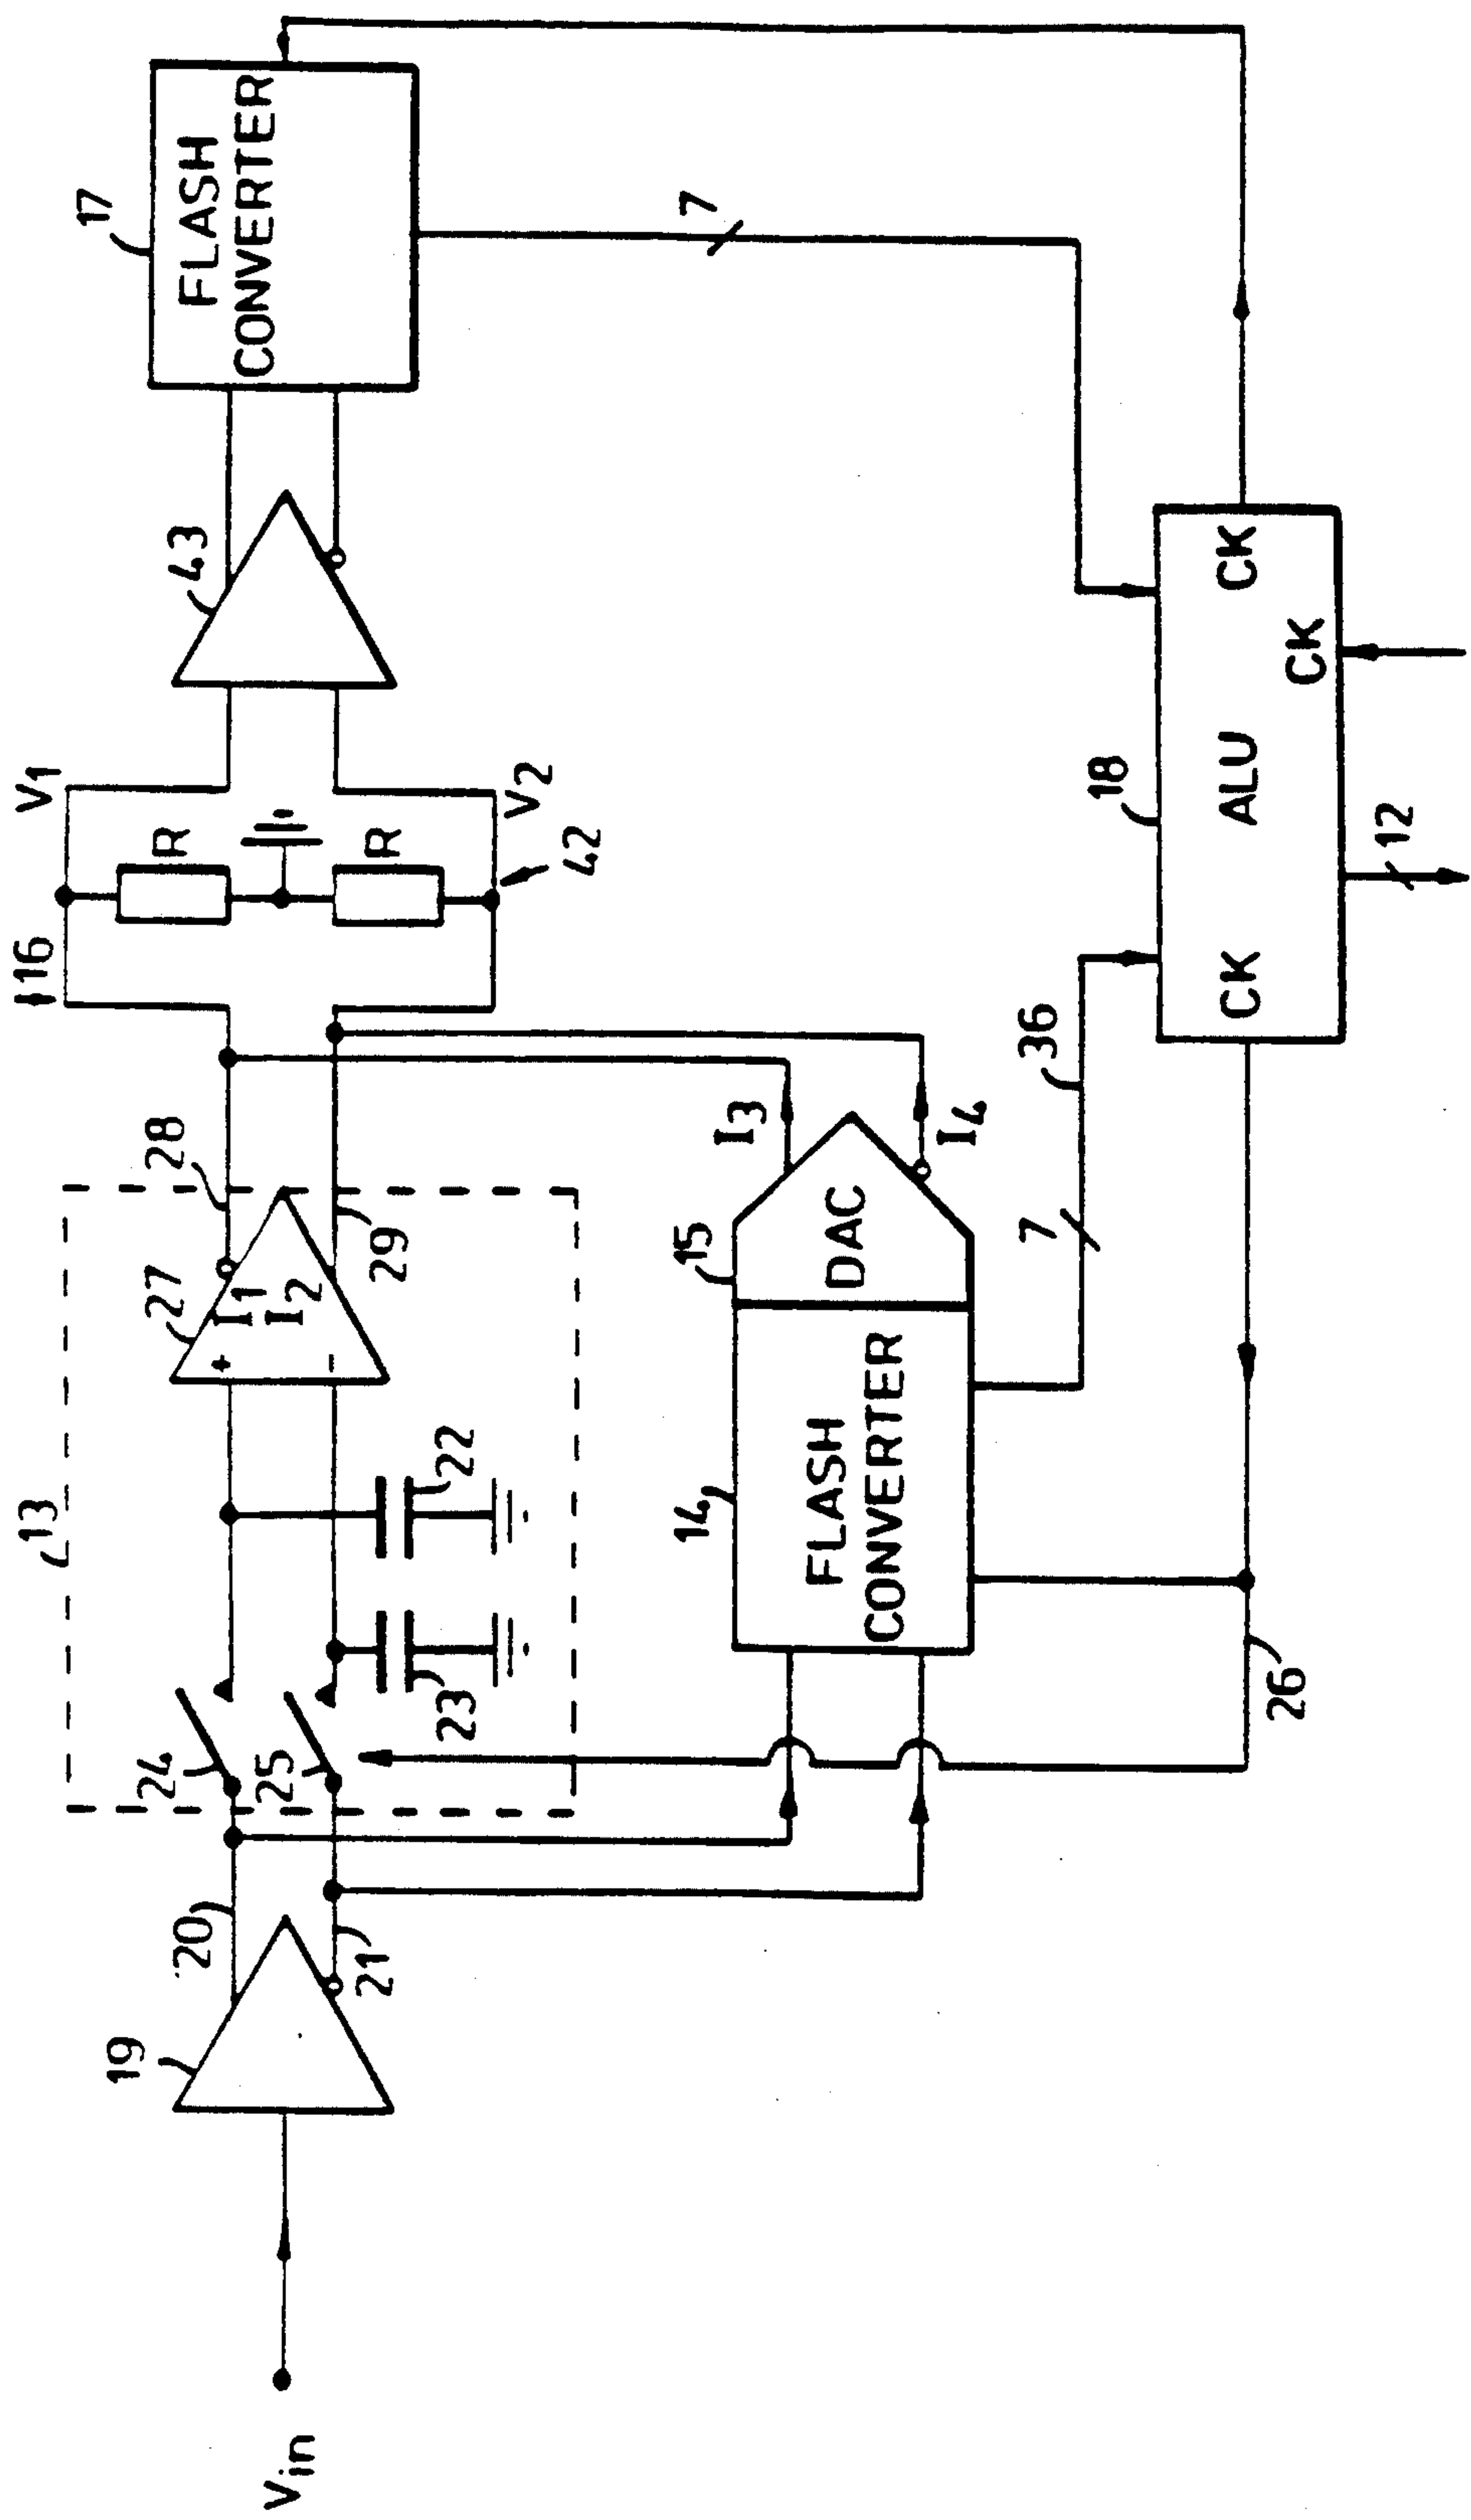 Vin
19
20
21
13
24
25
23
22
27
+
-
I1
I2
28
29
16
V1
R
R
V2
42
43
17
FLASH
CONVERTER
7
14
FLASH
CONVERTER
15
DAC
I3
I4
7
36
26
18
CK
ALU
CK
CK
12